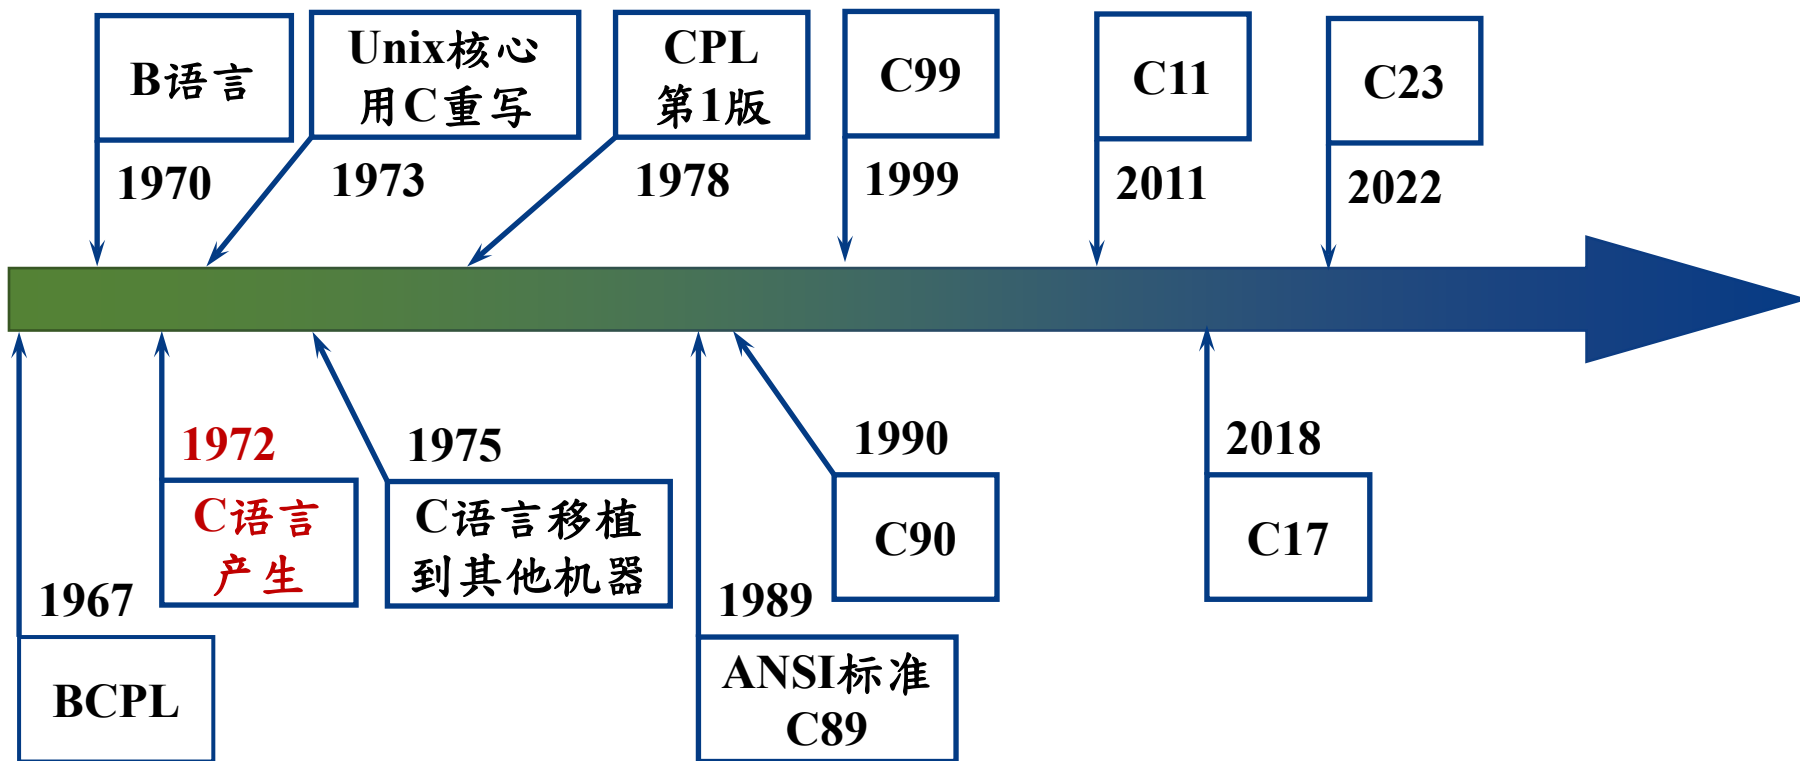 B语言
1970
Unix核心
用C重写
1973
CPL
第1版
1978
C99
1999
C11
2011
C23
2022
1967
BCPL
1972
C语言
产生
1975
C语言移植
到其他机器
1989
ANSI标准
C89
1990
C90
2018
C17